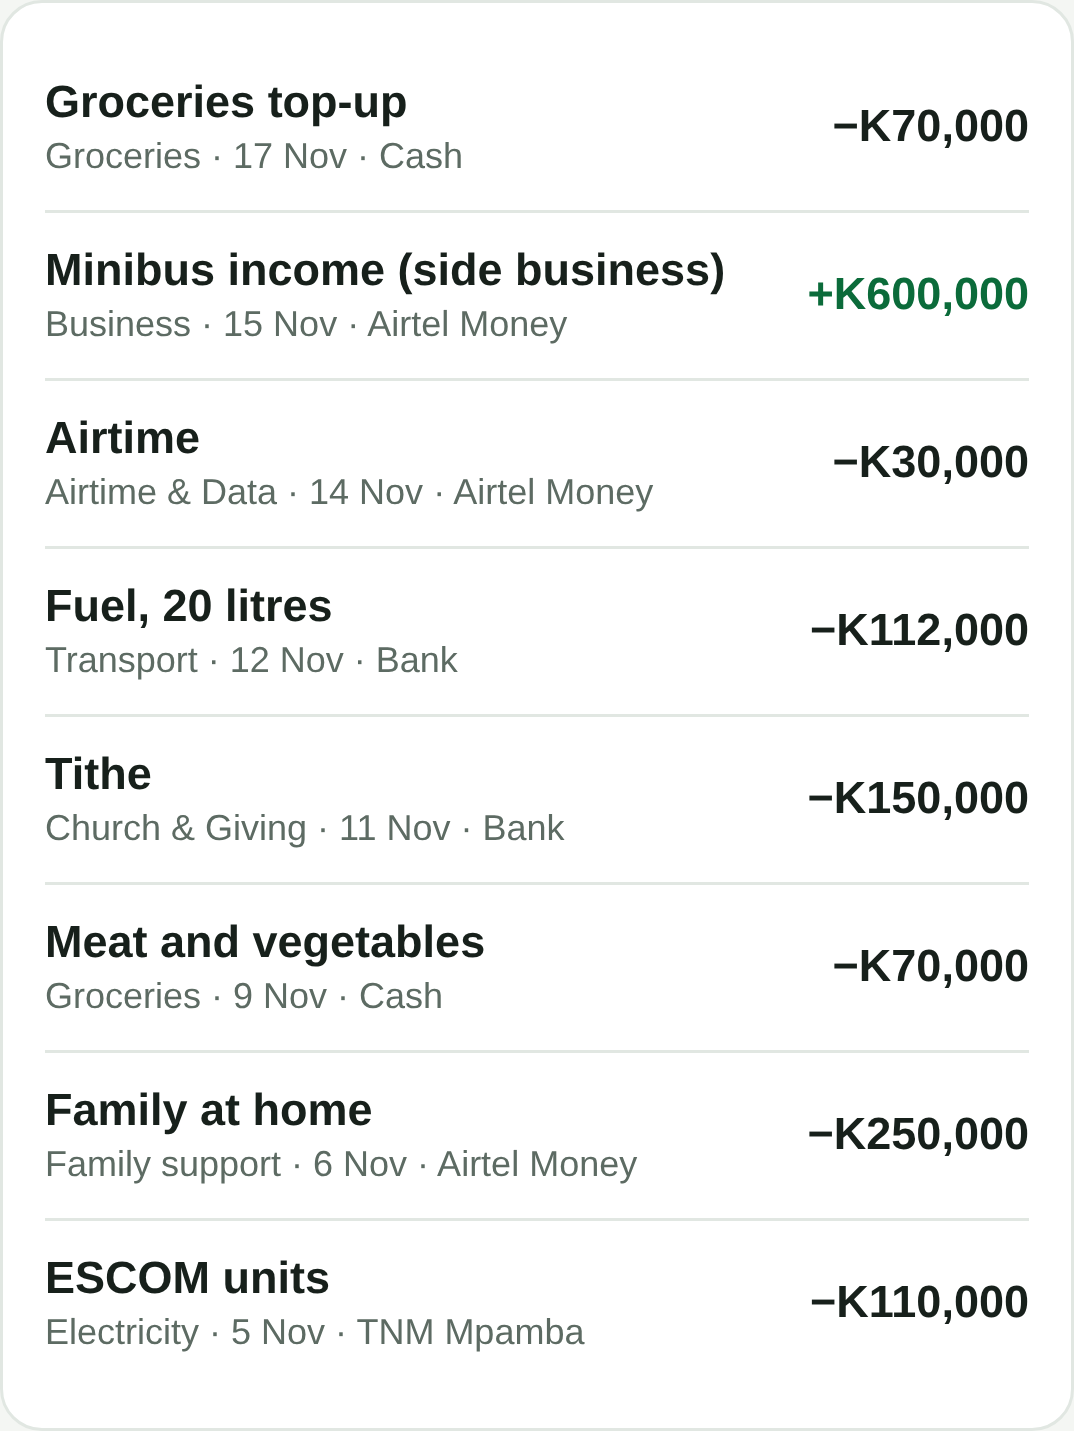 Groceries top-up
Groceries · 17 Nov · Cash
−K70,000
Minibus income (side business)
Business · 15 Nov · Airtel Money
+K600,000
Airtime
Airtime & Data · 14 Nov · Airtel Money
−K30,000
Fuel, 20 litres
Transport · 12 Nov · Bank
−K112,000
Tithe
Church & Giving · 11 Nov · Bank
−K150,000
Meat and vegetables
Groceries · 9 Nov · Cash
−K70,000
Family at home
Family support · 6 Nov · Airtel Money
−K250,000
ESCOM units
Electricity · 5 Nov · TNM Mpamba
−K110,000